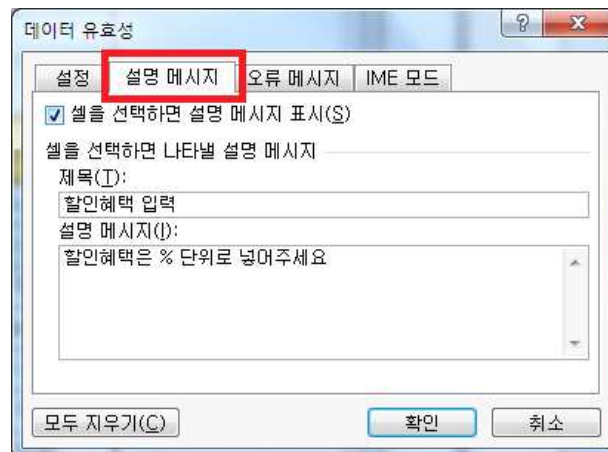 데이터 유효성
설정 설명 메시지 오류 메시지 IME 모드
셀을 선택하면 설명 메시지 표시(S)
셀을 선택하면 나타낼 설명 메시지
제목(T):
할인혜택 입력
설명 메시지(I):
할인혜택은 % 단위로 넣어주세요
모두 지우기(C) 확인 취소